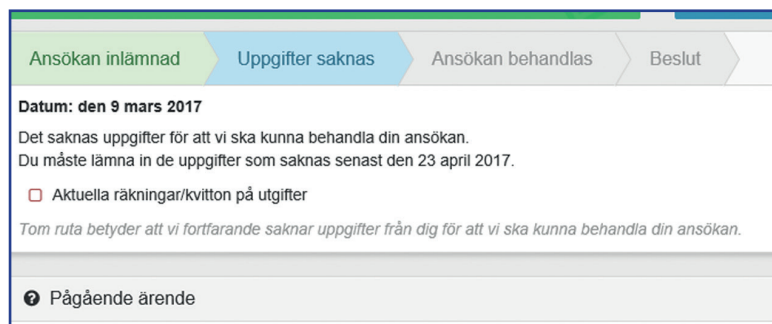 Ansökan inlämnad Uppgifter saknas Ansökan behandlas Beslut
Datum: den 9 mars 2017
Det saknas uppgifter för att vi ska kunna behandla din ansökan.
Du måste lämna in de uppgifter som saknas senast den 23 april 2017.
Aktuella räkningar/kvitton på utgifter
Tom ruta betyder att vi fortfarande saknar uppgifter från dig för att vi ska kunna behandla din ansökan.
Pågående ärende